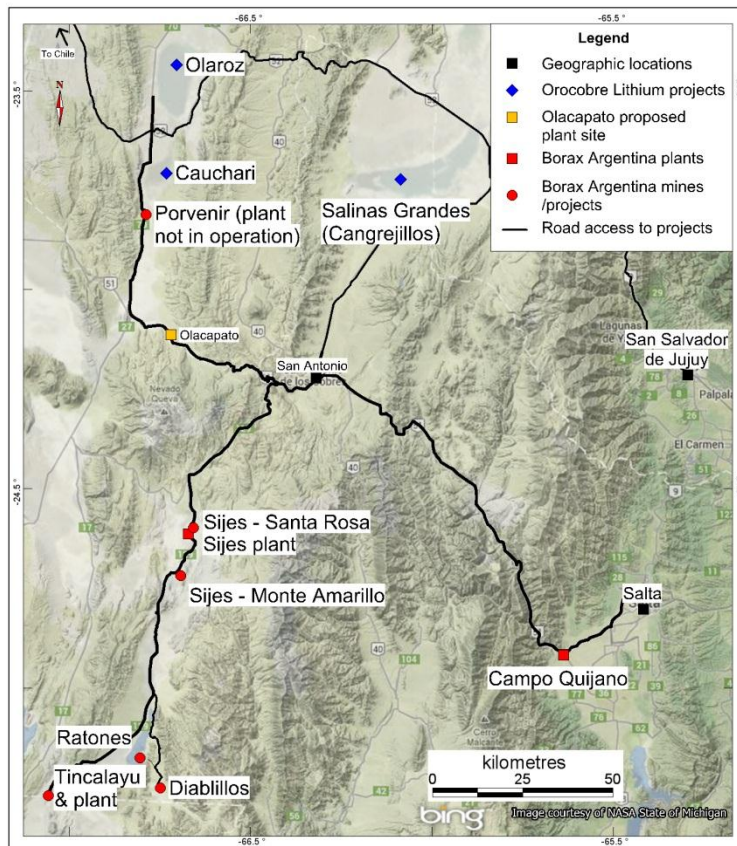 -66.5
-65.5
To Chile
N
-23.5
Olaroz
Legend
Geographic locations
Orocobre Lithium projects
Olacapato proposed
plant site
Borax Argentina plants
Borax Argentina mines
/projects
Road access to projects
Cauchari
Salinas Grandes
(Cangrejillos)
Porvenir (plant
not in operation)
Olacapato
San Antonio
Nevado
Queva
San Salvador
de Jujuy
Palpala
El Carmen
-24.5
Sijes - Santa Rosa
Sijes plant
Sijes - Monte Amarillo
Salta
Campo Quijano
Ratones
Tincalayu
& plant
Diablillos
kilometres
0 25 50
bing
Image courtesy of NASA State of Michigan
-66.5
-65.5